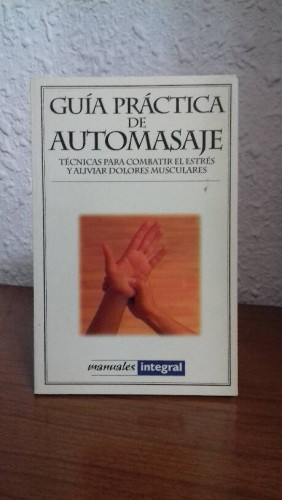 GUÍA PRÁCTICA
DE
AUTOMASAJE
TÉCNICAS PARA COMBATIR EL ESTRÉS
Y ALIVIAR DOLORES MUSCULARES
manuales integral